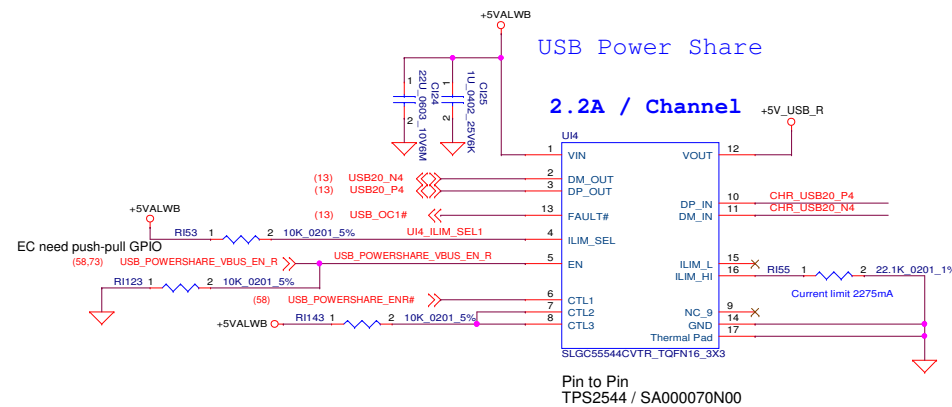 +5VALWB
USB Power Share
2.2A / Channel
+5V_USB_R
1
2
22U_0603_10V6M
CI24
1
2
1U_0402_25V6K
CI25
UI4
1 VIN
VOUT 12
(13) USB20_N4 2 DM_OUT
(13) USB20_P4 3 DP_OUT
DP_IN 10 CHR_USB20_P4
DM_IN 11 CHR_USB20_N4
(13) USB_OC1# 13 FAULT#
+5VALWB
RI53 1 2 10K_0201_5% UI4_ILIM_SEL1 4 ILIM_SEL
EC need push-pull GPIO
(58,73) USB_POWERSHARE_VBUS_EN_R USB_POWERSHARE_VBUS_EN_R 5 EN
ILIM_L 15
ILIM_HI 16 RI55 1 2 22.1K_0201_1%
Current limit 2275mA
RI123 1 2 10K_0201_5%
(58) USB_POWERSHARE_ENR# 6 CTL1
7 CTL2
+5VALWB RI143 1 2 10K_0201_5% 8 CTL3
NC_9 9
GND 14
Thermal Pad 17
SLGC55544CVTR_TQFN16_3X3
Pin to Pin
TPS2544 / SA000070N00